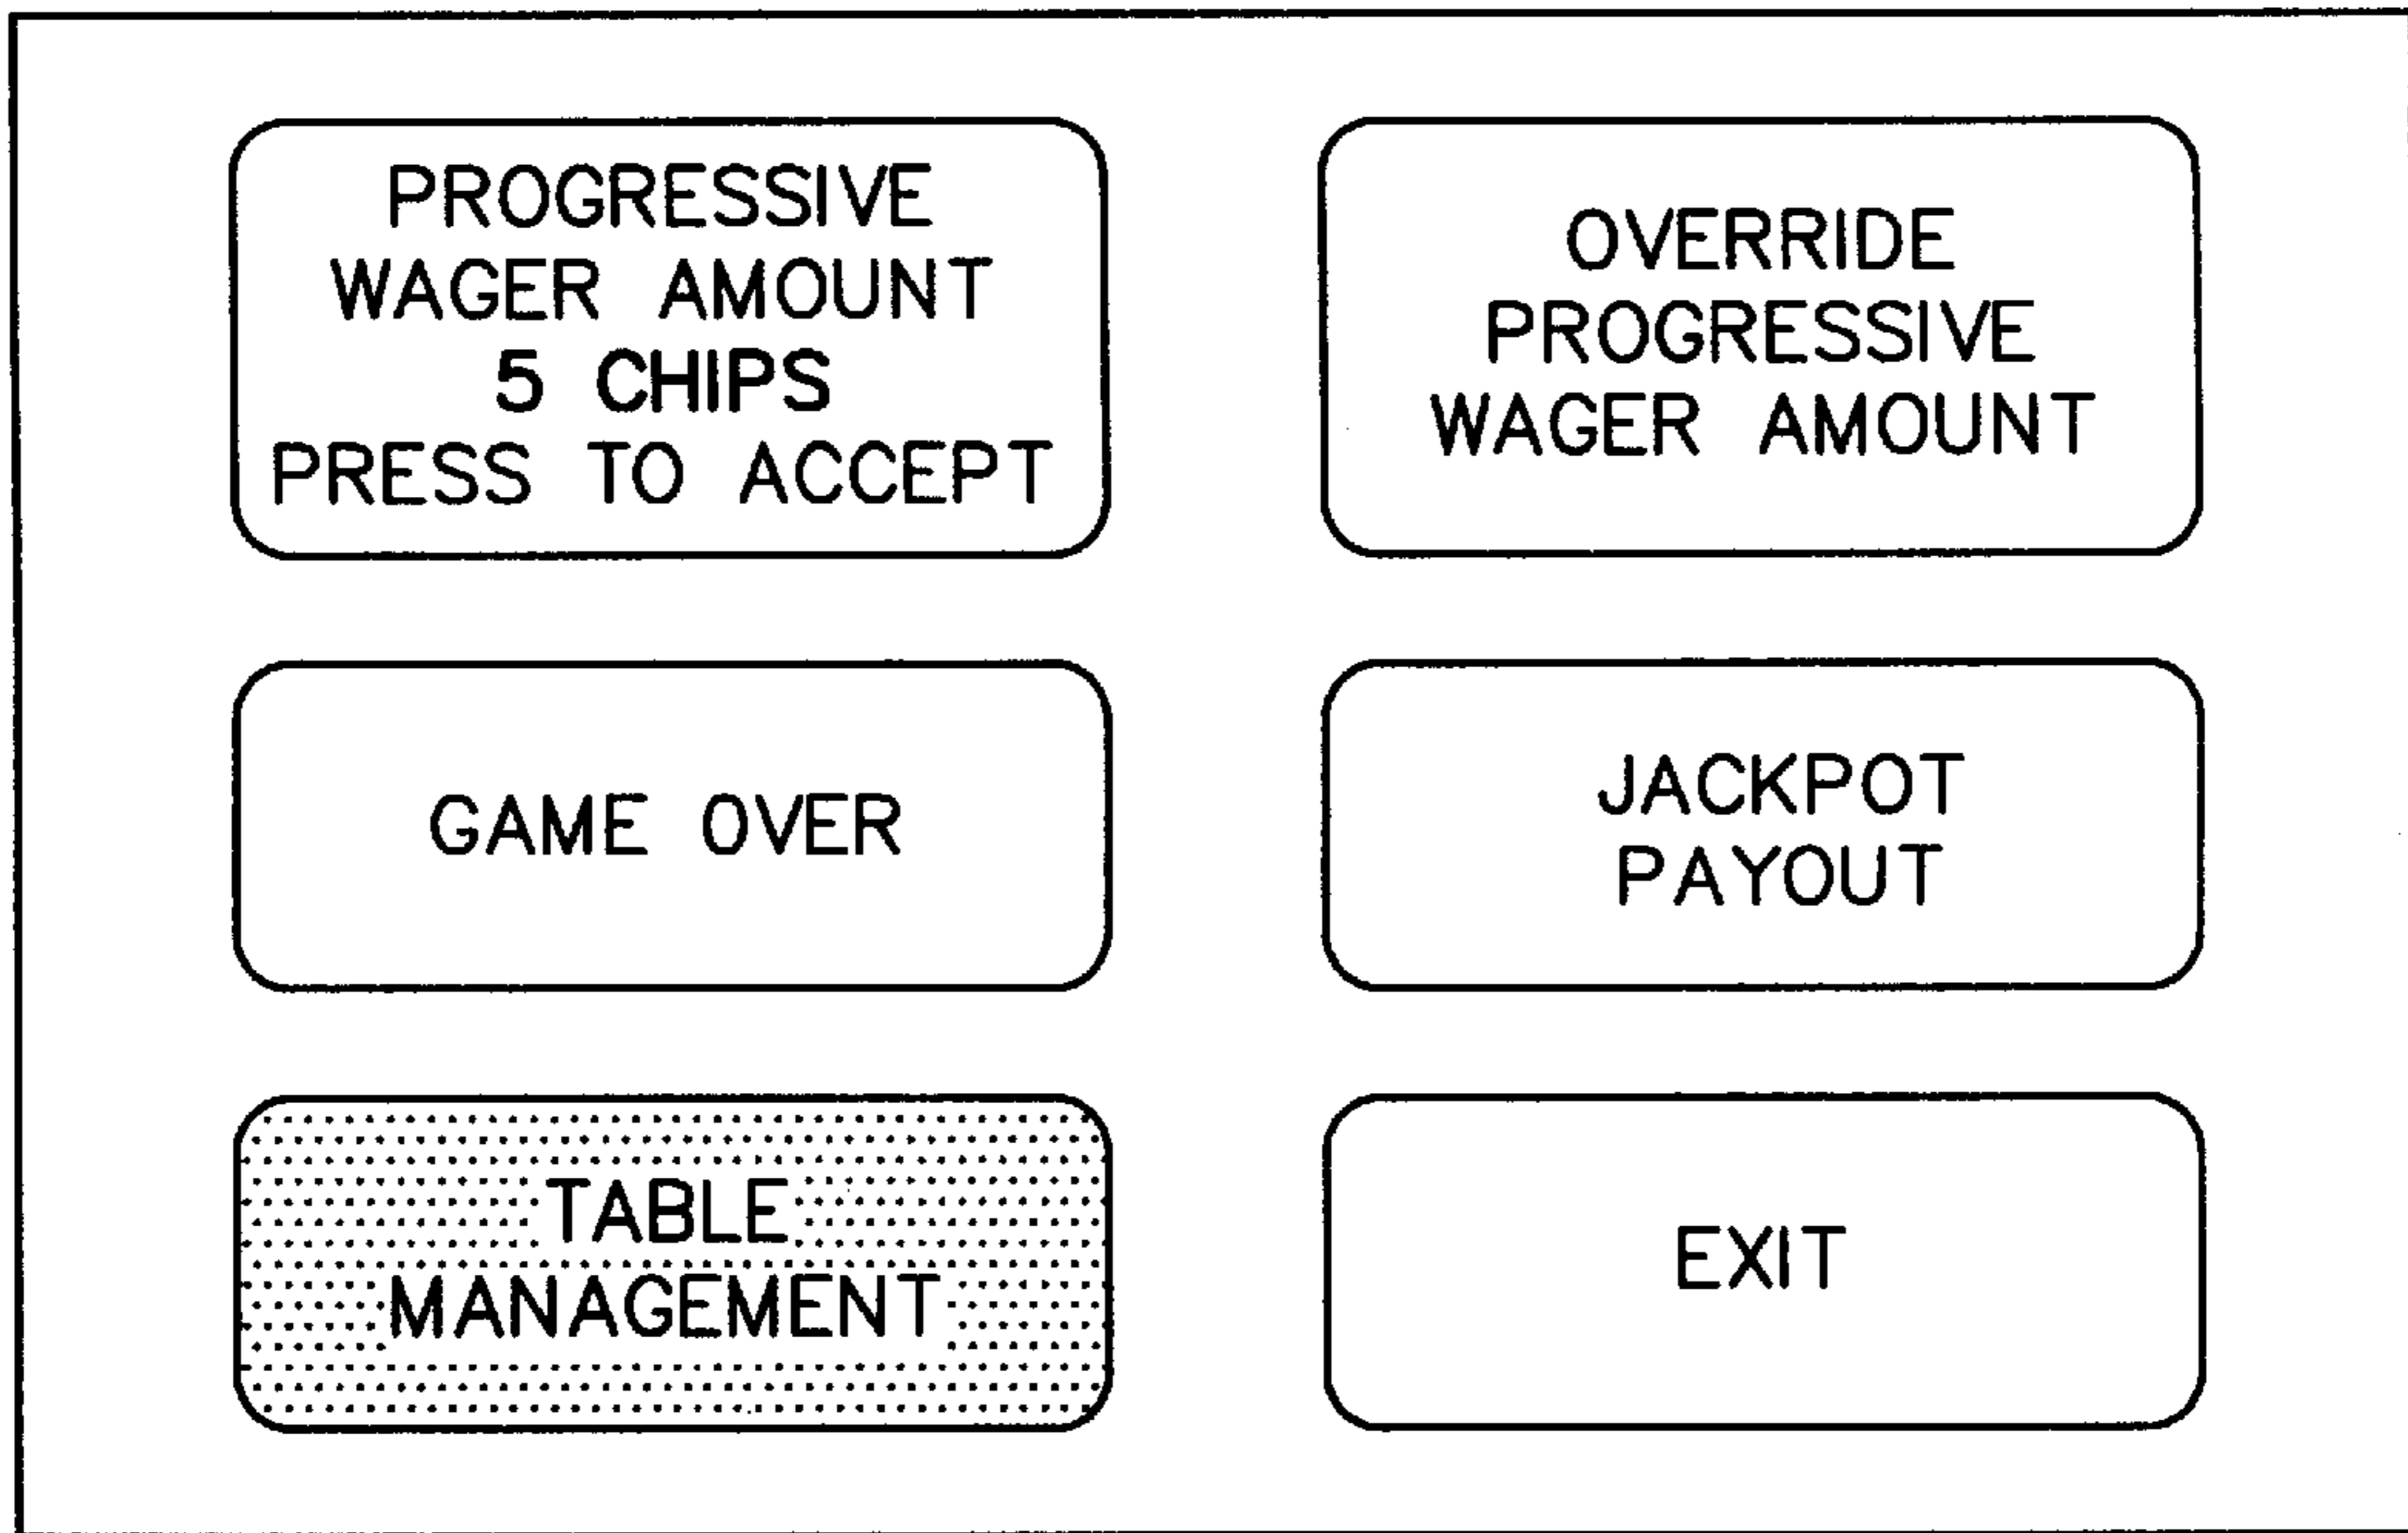 PROGRESSIVE
WAGER AMOUNT
5 CHIPS
PRESS TO ACCEPT
OVERRIDE
PROGRESSIVE
WAGER AMOUNT
GAME OVER
JACKPOT
PAYOUT
TABLE
MANAGEMENT
EXIT